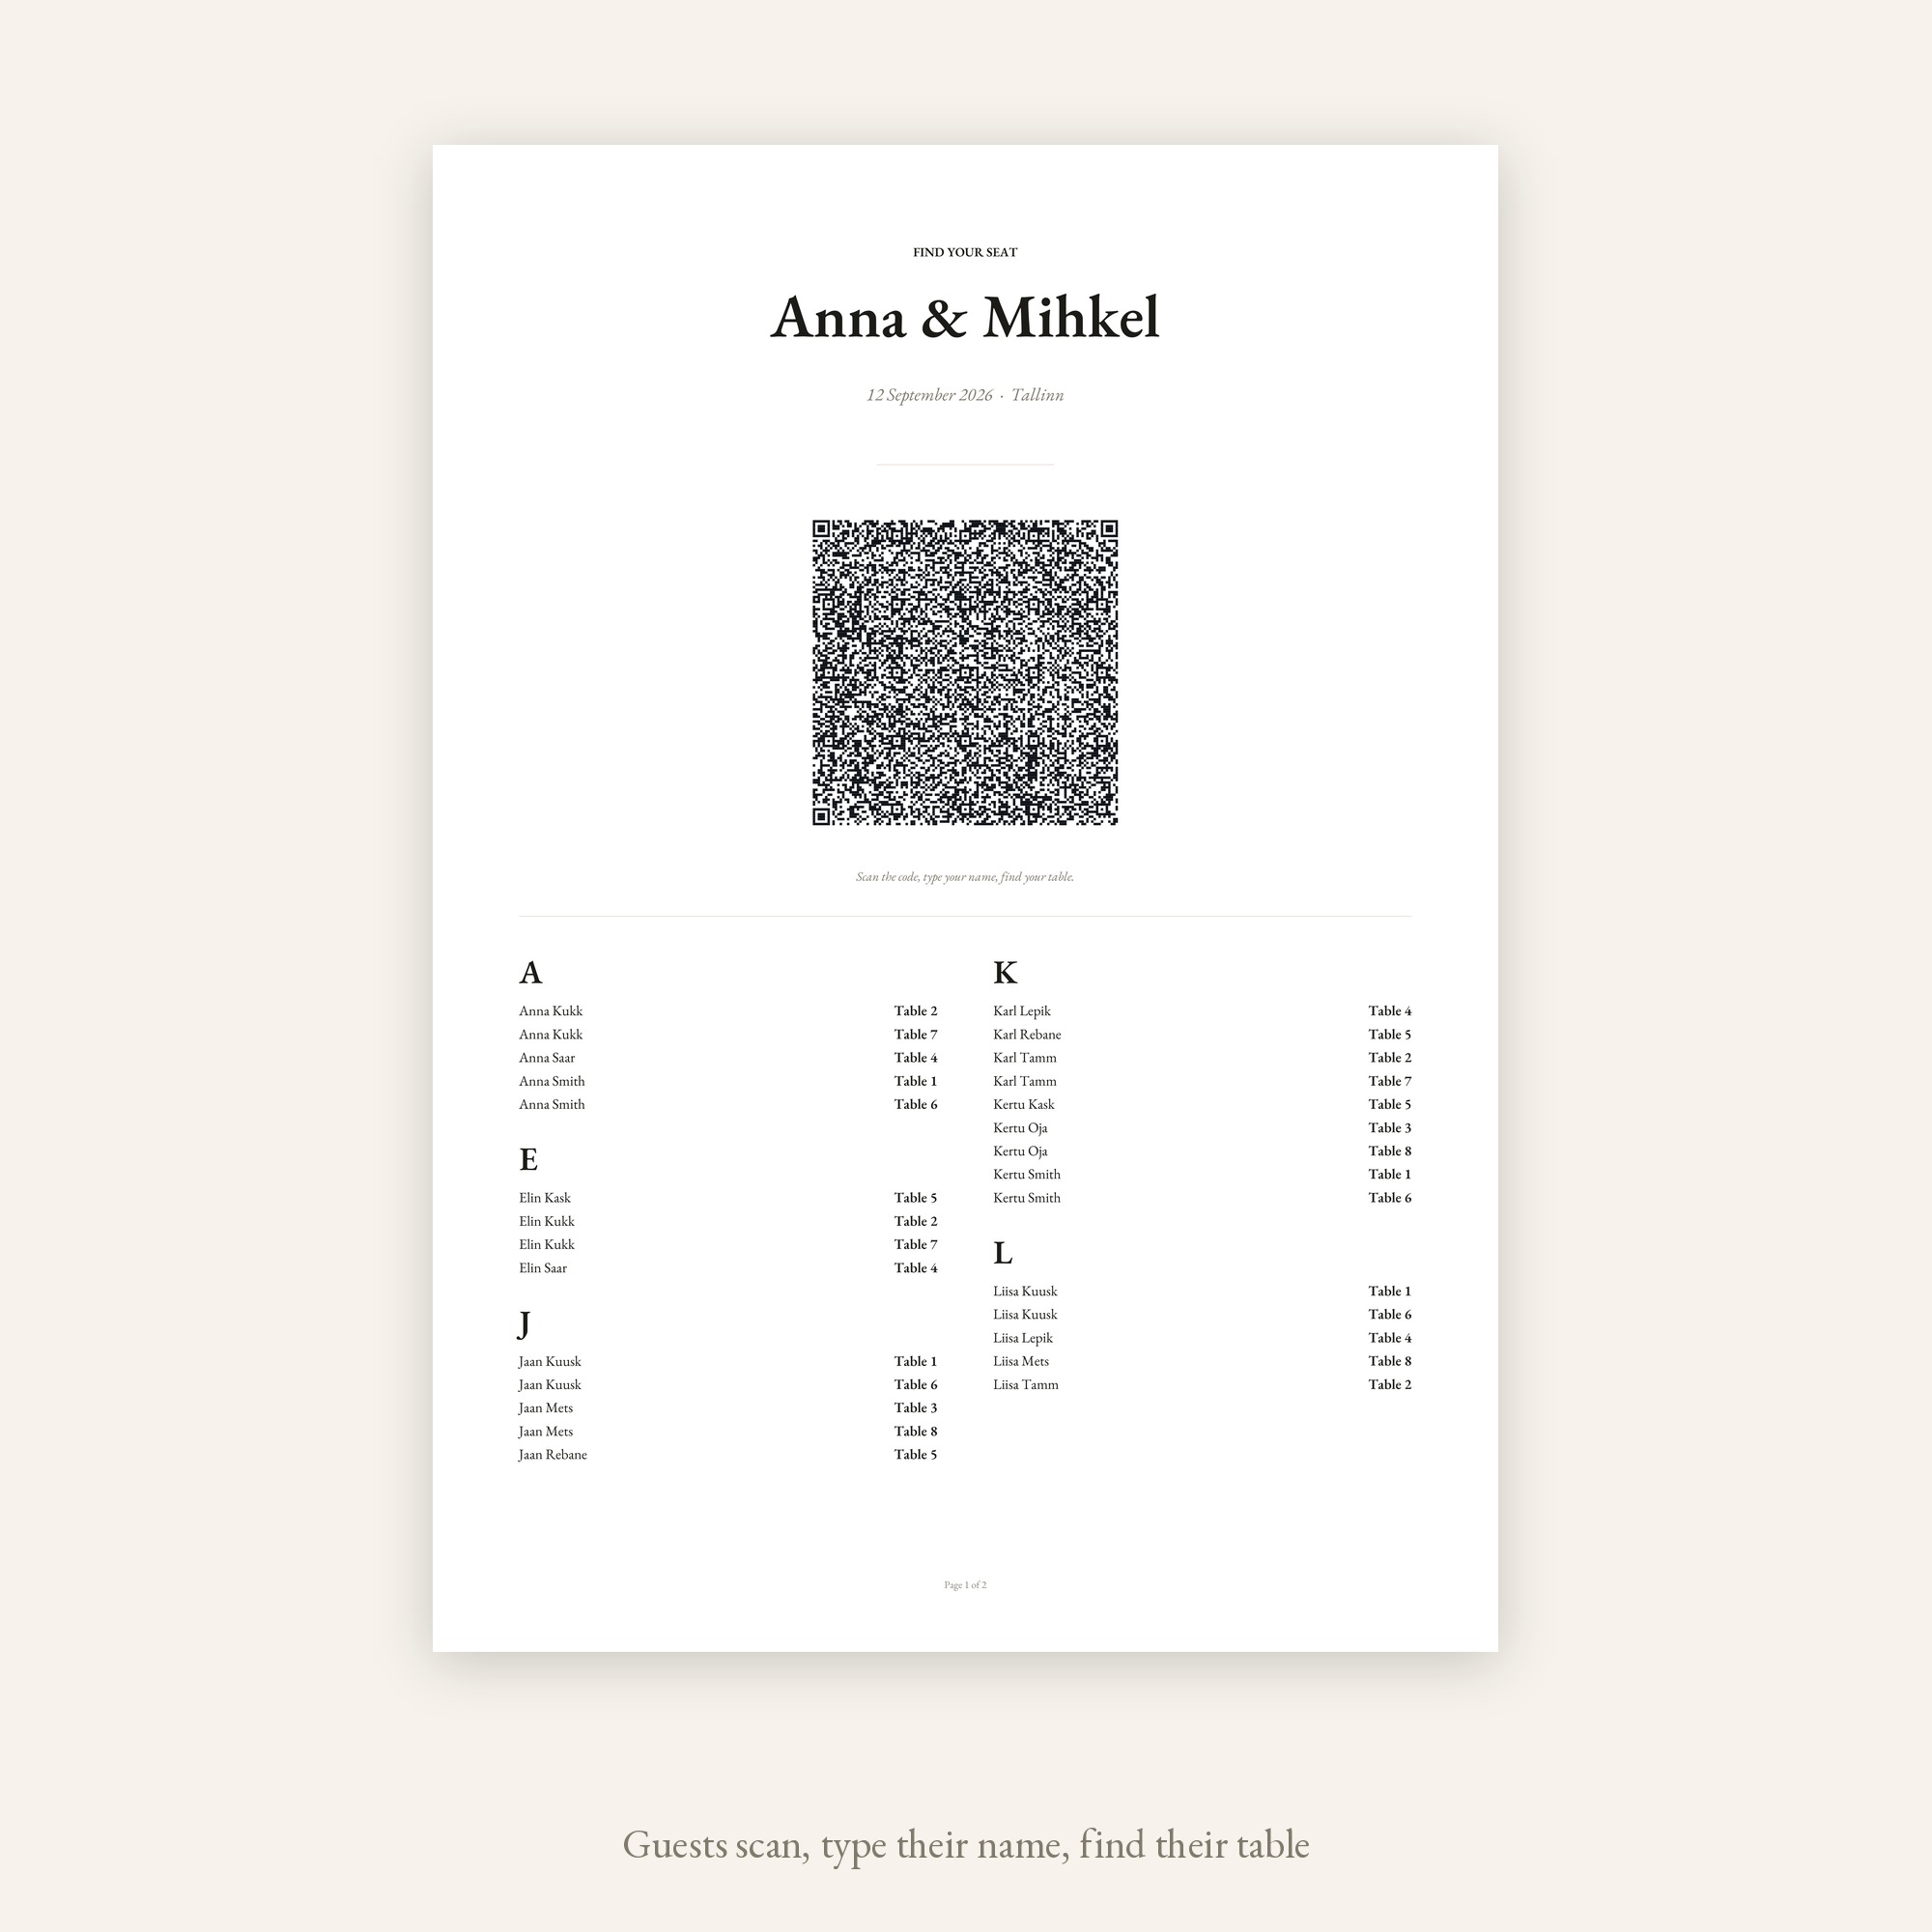 FIND YOUR SEAT
Anna & Mihkel
12 September 2026 · Tallinn
Scan the code, type your name, find your table.
A
Anna Kukk Table 2
Anna Kukk Table 7
Anna Saar Table 4
Anna Smith Table 1
Anna Smith Table 6
E
Elin Kask Table 5
Elin Kukk Table 2
Elin Kukk Table 7
Elin Saar Table 4
J
Jaan Kuusk Table 1
Jaan Kuusk Table 6
Jaan Mets Table 3
Jaan Mets Table 8
Jaan Rebane Table 5
K
Karl Lepik Table 4
Karl Rebane Table 5
Karl Tamm Table 2
Karl Tamm Table 7
Kertu Kask Table 5
Kertu Oja Table 3
Kertu Oja Table 8
Kertu Smith Table 1
Kertu Smith Table 6
L
Liisa Kuusk Table 1
Liisa Kuusk Table 6
Liisa Lepik Table 4
Liisa Mets Table 8
Liisa Tamm Table 2
Page 1 of 2
Guests scan, type their name, find their table